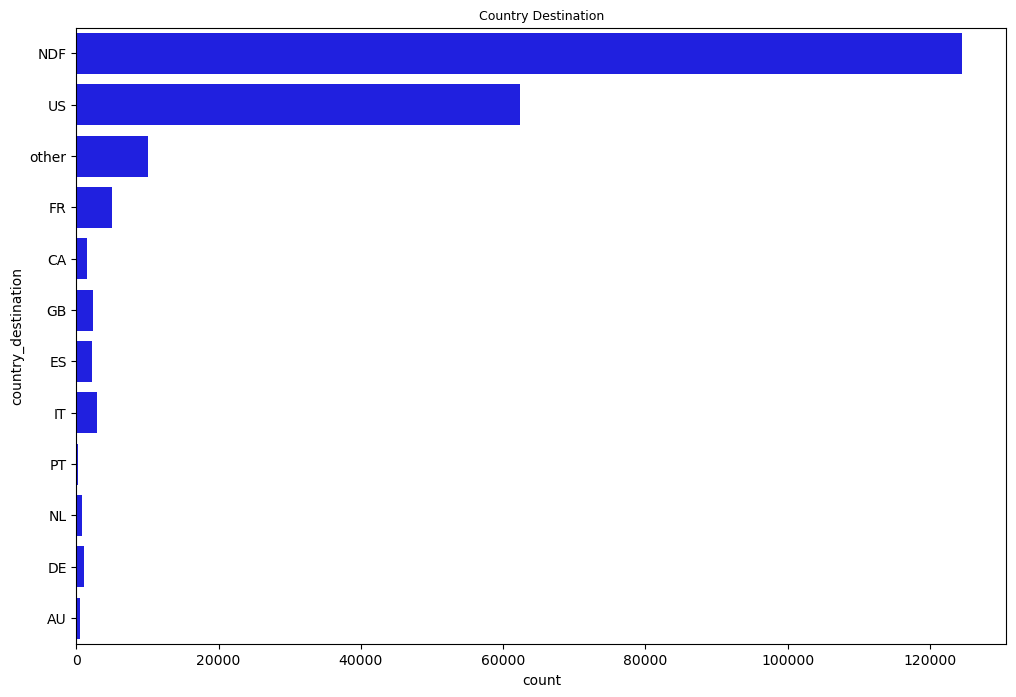 Country Destination
NDF
US
other
FR
CA
GB
ES
IT
PT
NL
DE
AU
country_destination
0 20000 40000 60000 80000 100000 120000
count